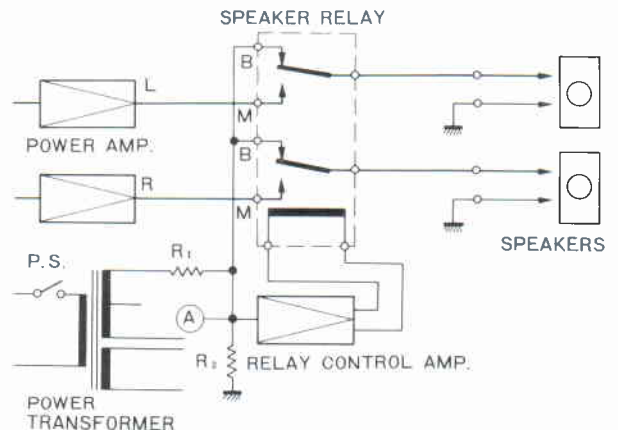 SPEAKER RELAY
B
L
M
POWER AMP.
B
R
M
SPEAKERS
P.S.
R₁
A
R₂
RELAY CONTROL AMP.
POWER
TRANSFORMER